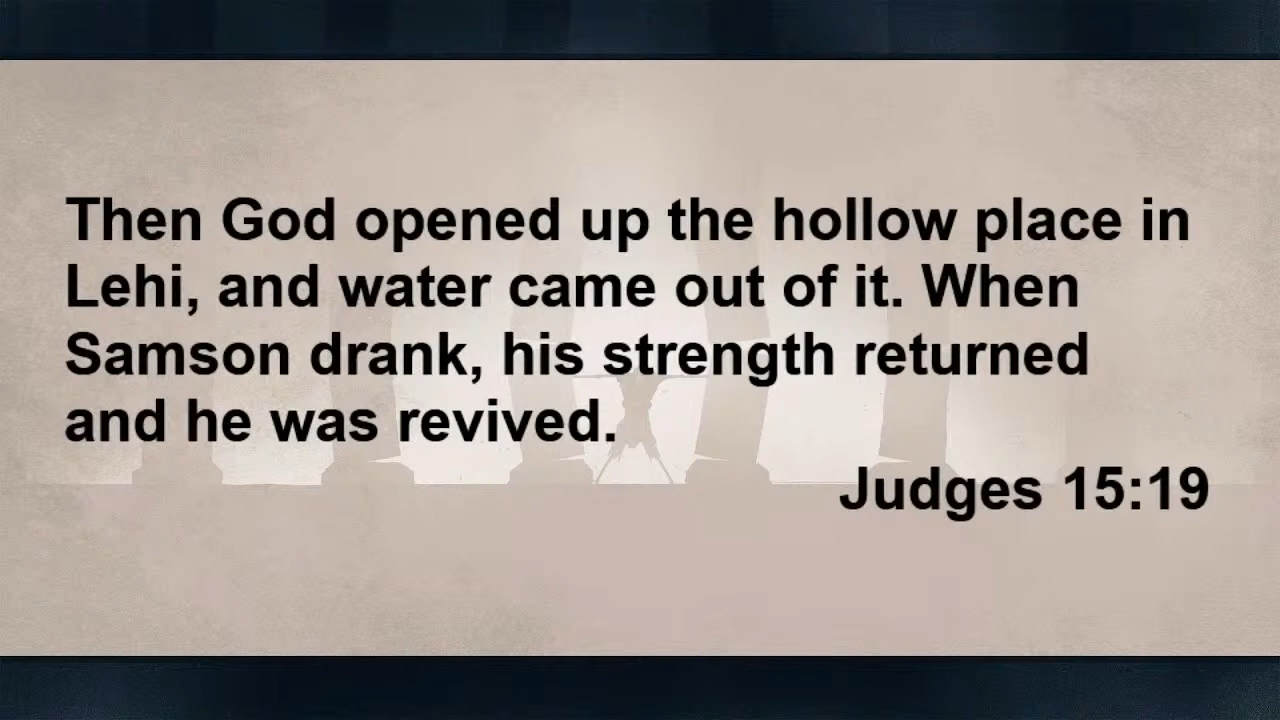 Then God opened up the hollow place in
Lehi, and water came out of it. When
Samson drank, his strength returned
and he was revived.
Judges 15:19